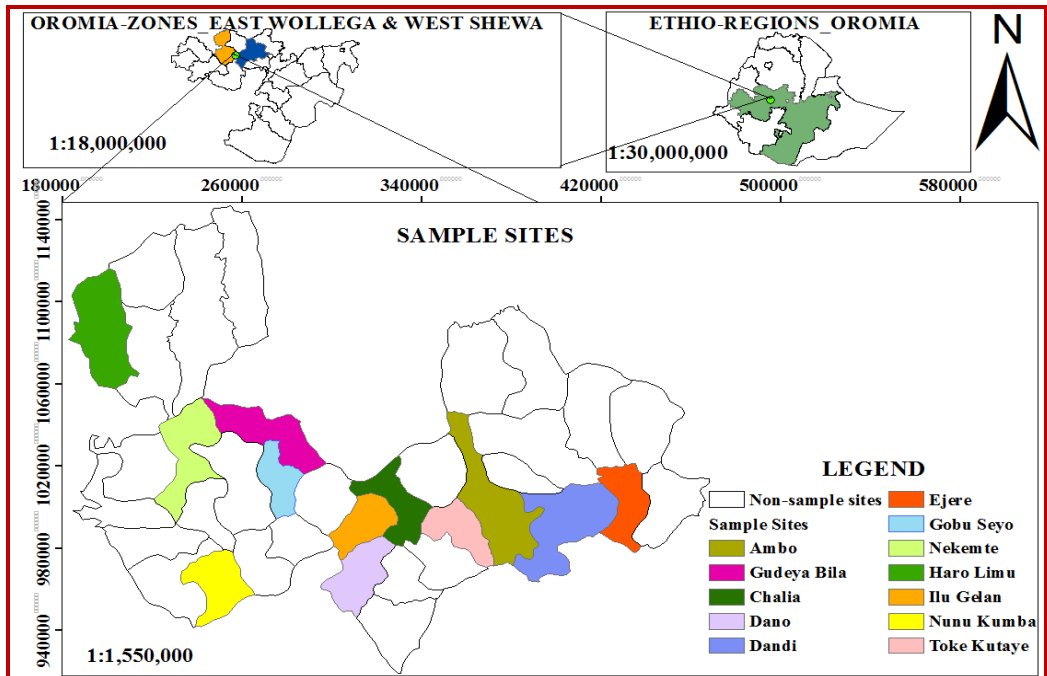 OROMIA-ZONES_EAST WOLLEGA & WEST SHEWA
1:18,000,000
ETHIO-REGIONS_OROMIA
1:30,000,000
N
180000 260000 340000 420000 500000 580000
1140000
1100000
1060000
1020000
980000
940000
SAMPLE SITES
1:1,550,000
LEGEND
Non-sample sites
Sample Sites
Ambo
Gudeya Bila
Chalia
Dano
Dandi
Ejere
Gobu Seyo
Nekemte
Haro Limu
Ilu Gelan
Nunu Kumba
Toke Kutaye